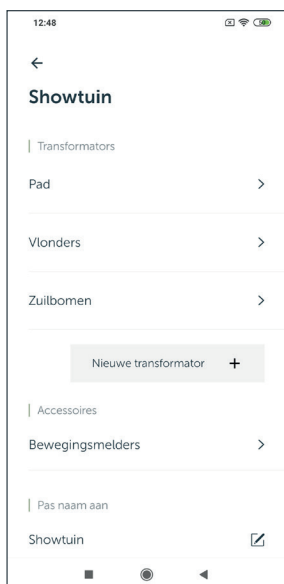 12:48
Showtuin
Transformators
Pad
Vlonders
Zuilbomen
Nieuwe transformator +
Accessoires
Bewegingsmelders
Pas naam aan
Showtuin